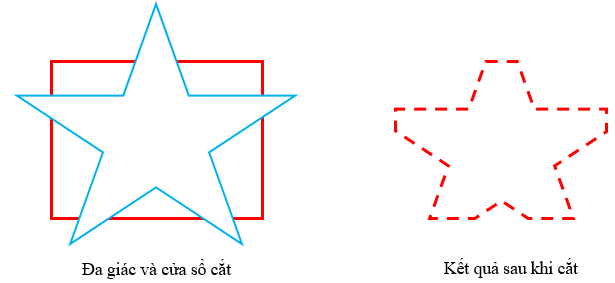 Đa giác và cửa sổ cắt
Kết quả sau khi cắt